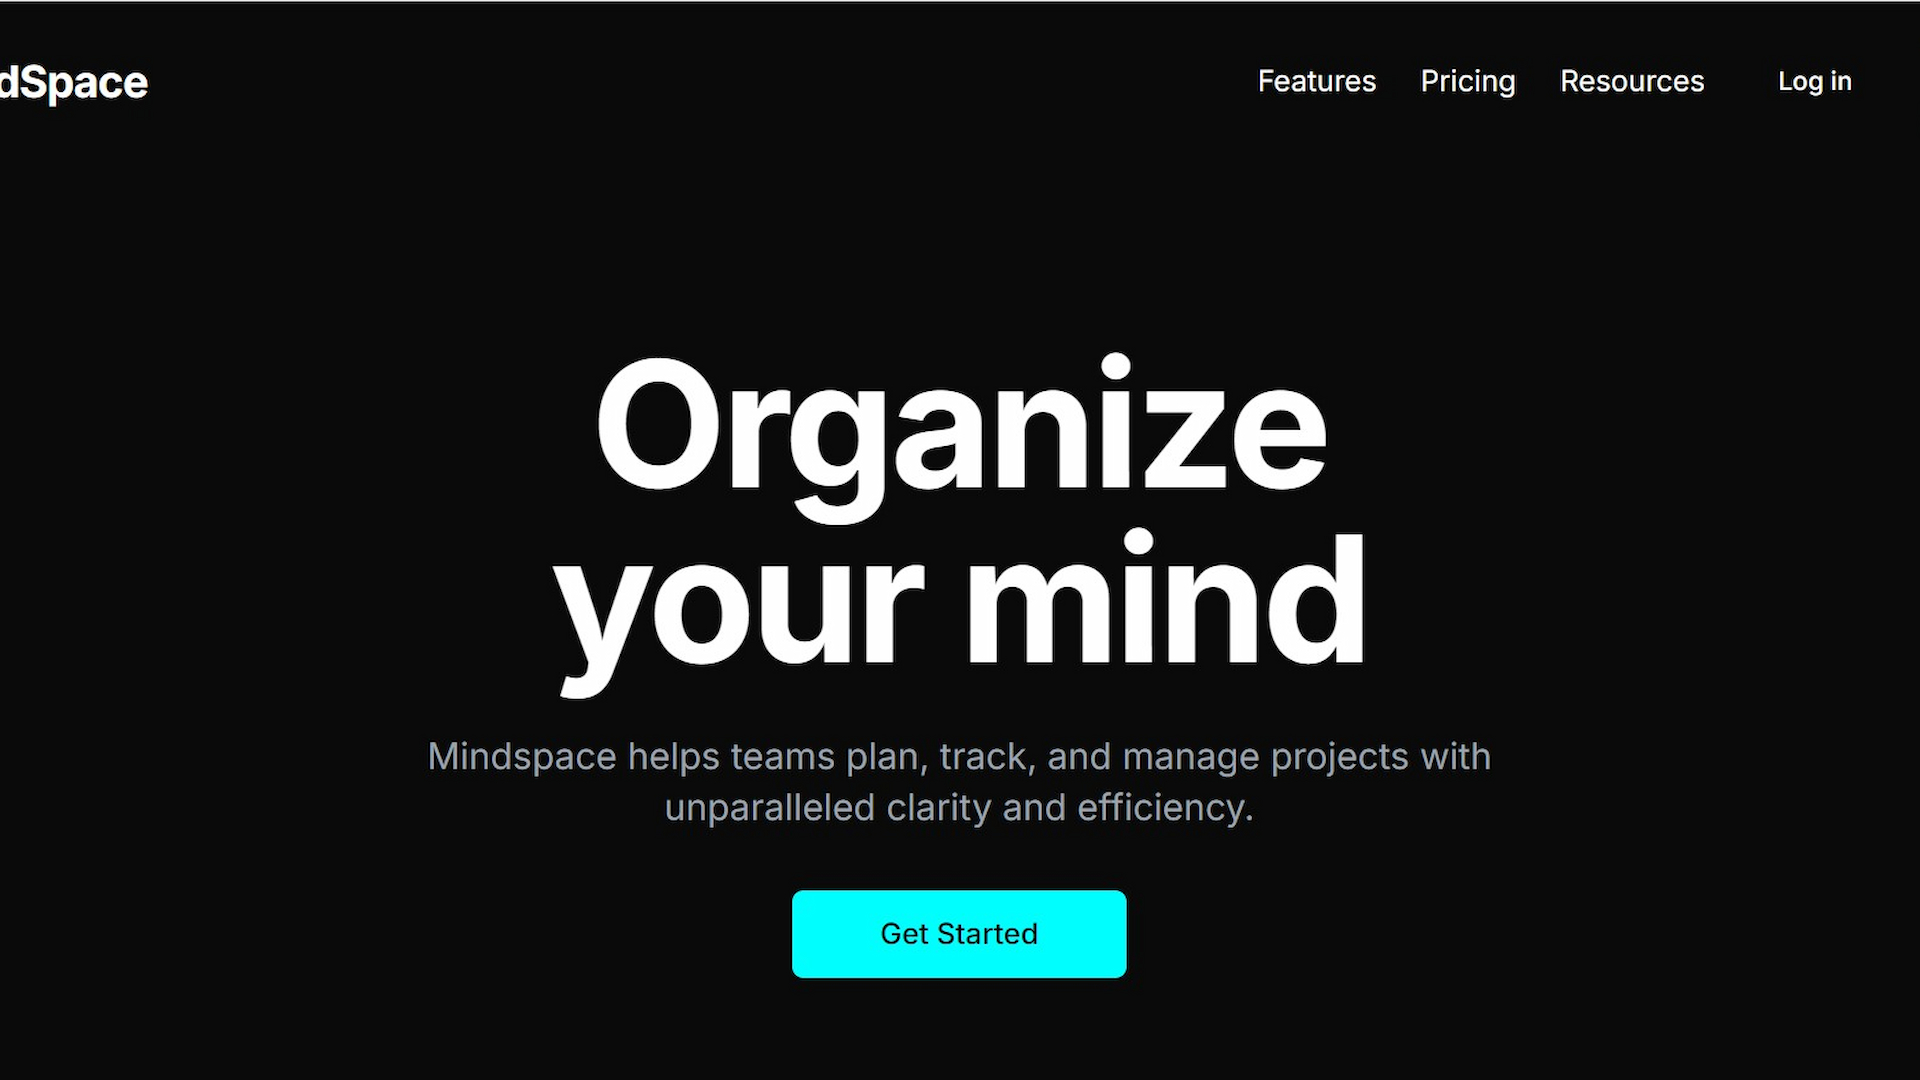 dSpace
Features Pricing Resources Log in
Organize
your mind
Mindspace helps teams plan, track, and manage projects with
unparalleled clarity and efficiency.
Get Started